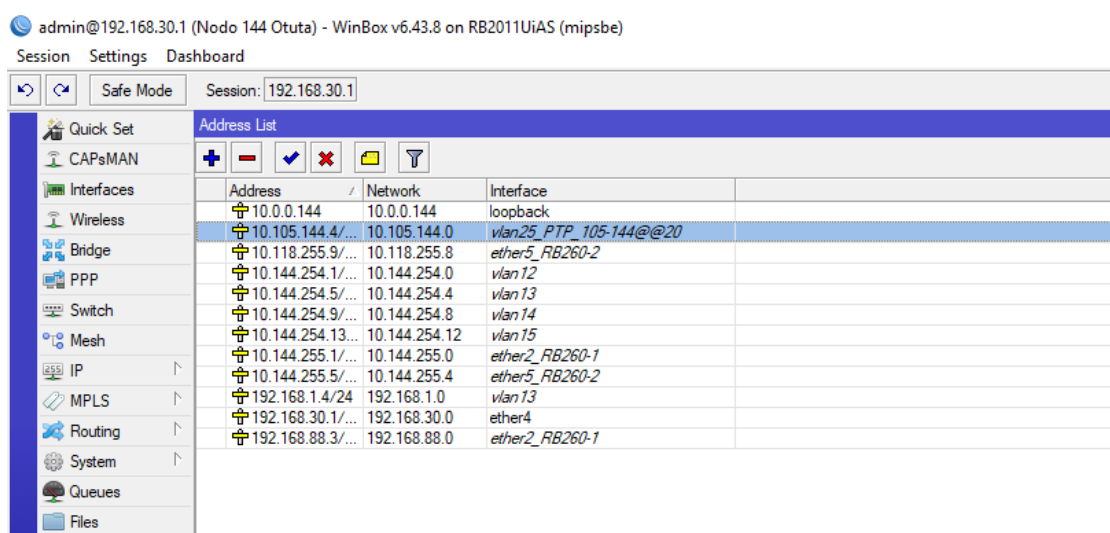 admin@192.168.30.1 (Nodo 144 Otuta) - WinBox v6.43.8 on RB2011UiAS (mipsbe)
Session Settings Dashboard
Safe Mode Session: 192.168.30.1
Quick Set
CAPsMAN
Interfaces
Wireless
Bridge
PPP
Switch
Mesh
255 IP
MPLS
Routing
System
Queues
Files
Address List
Address / Network Interface
10.0.0.144 10.0.0.144 loopback
10.105.144.4/... 10.105.144.0 vlan25_PTP_105-144@@20
10.118.255.9/... 10.118.255.8 ether5_RB260-2
10.144.254.1/... 10.144.254.0 vlan12
10.144.254.5/... 10.144.254.4 vlan13
10.144.254.9/... 10.144.254.8 vlan14
10.144.254.13... 10.144.254.12 vlan15
10.144.255.1/... 10.144.255.0 ether2_RB260-1
10.144.255.5/... 10.144.255.4 ether5_RB260-2
192.168.1.4/24 192.168.1.0 vlan13
192.168.30.1/... 192.168.30.0 ether4
192.168.88.3/... 192.168.88.0 ether2_RB260-1